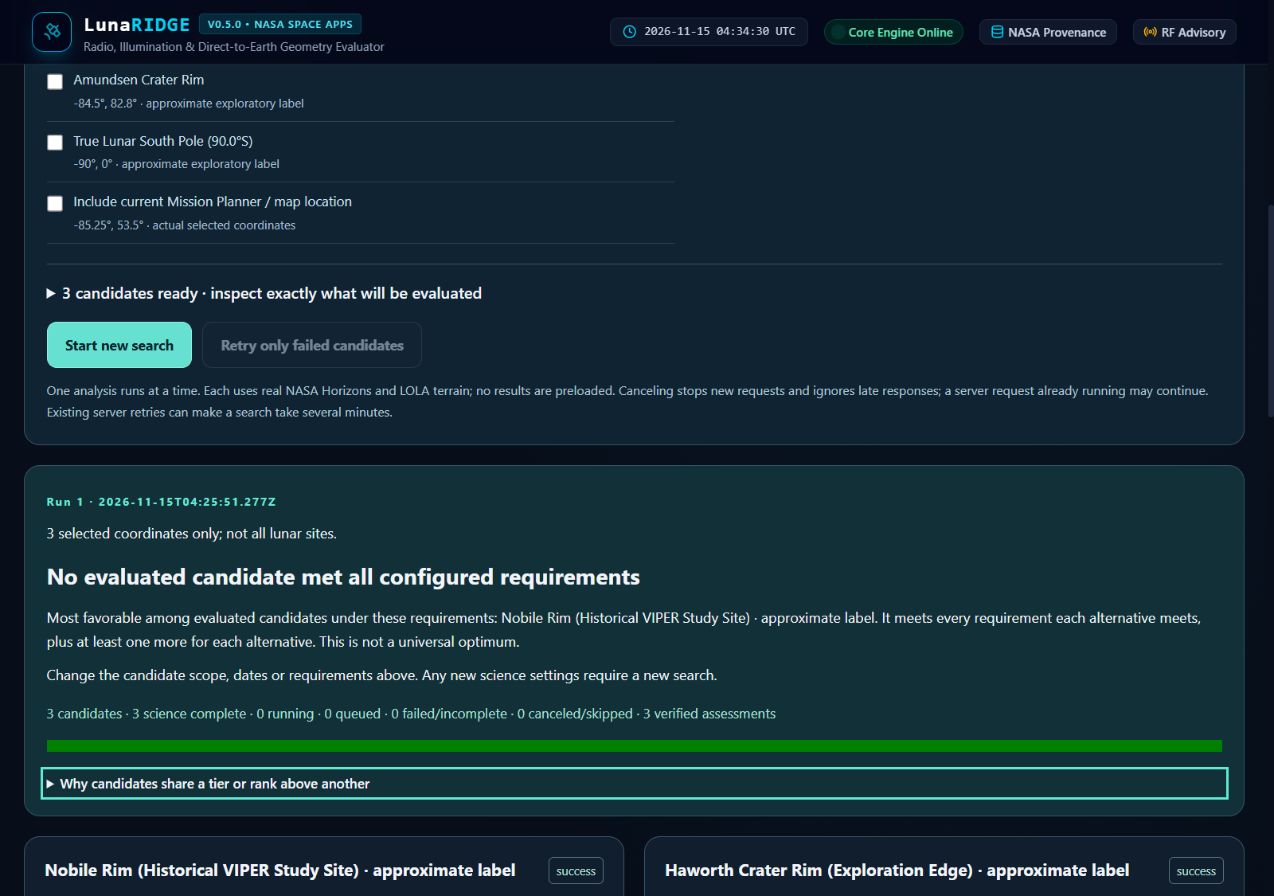 LunaRIDGE V0.5.0 • NASA SPACE APPS
Radio, Illumination & Direct-to-Earth Geometry Evaluator
2026-11-15 04:34:30 UTC
Core Engine Online
NASA Provenance
RF Advisory
Amundsen Crater Rim
-84.5°, 82.8° · approximate exploratory label
True Lunar South Pole (90.0°S)
-90°, 0° · approximate exploratory label
Include current Mission Planner / map location
-85.25°, 53.5° · actual selected coordinates
3 candidates ready · inspect exactly what will be evaluated
Start new search
Retry only failed candidates
One analysis runs at a time. Each uses real NASA Horizons and LOLA terrain; no results are preloaded. Canceling stops new requests and ignores late responses; a server request already running may continue.
Existing server retries can make a search take several minutes.
Run 1 · 2026-11-15T04:25:51.277Z
3 selected coordinates only; not all lunar sites.
No evaluated candidate met all configured requirements
Most favorable among evaluated candidates under these requirements: Nobile Rim (Historical VIPER Study Site) · approximate label. It meets every requirement each alternative meets,
plus at least one more for each alternative. This is not a universal optimum.
Change the candidate scope, dates or requirements above. Any new science settings require a new search.
3 candidates · 3 science complete · 0 running · 0 queued · 0 failed/incomplete · 0 canceled/skipped · 3 verified assessments
Why candidates share a tier or rank above another
Nobile Rim (Historical VIPER Study Site) · approximate label
success
Haworth Crater Rim (Exploration Edge) · approximate label
success